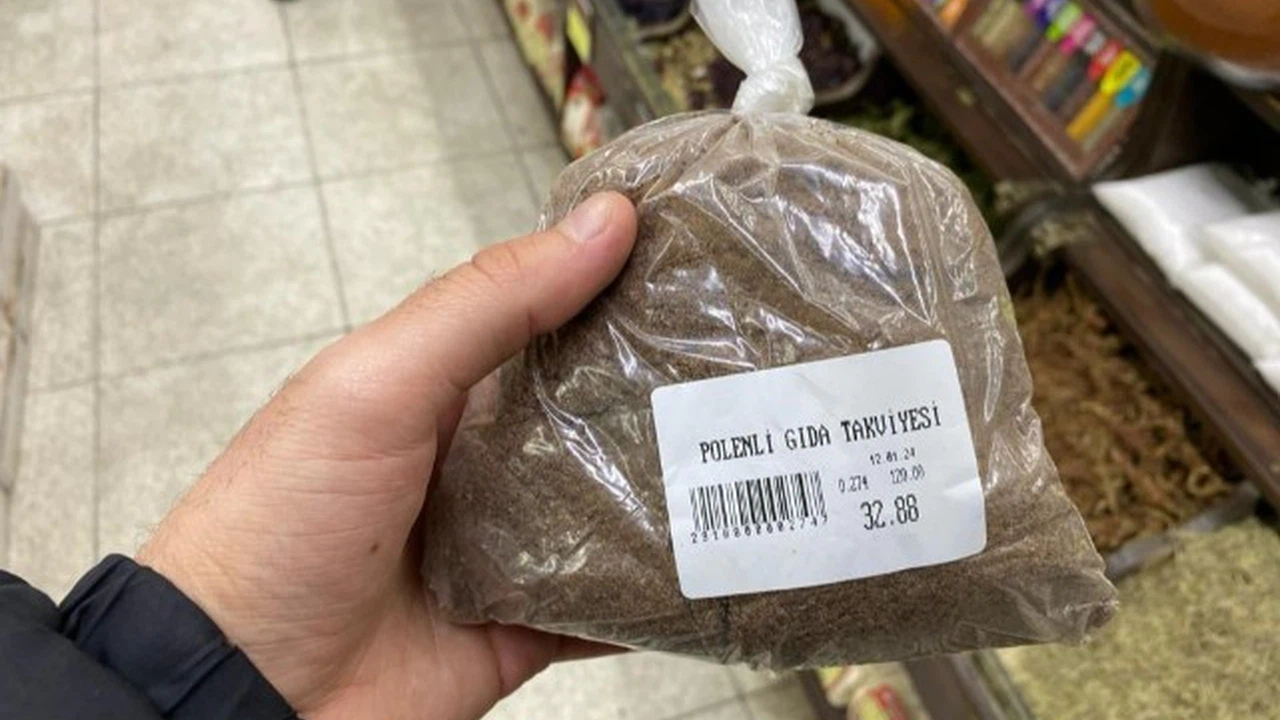 POLENLİ GIDA TAKVİYESİ
12.01.24
0.274 120.00
32.88